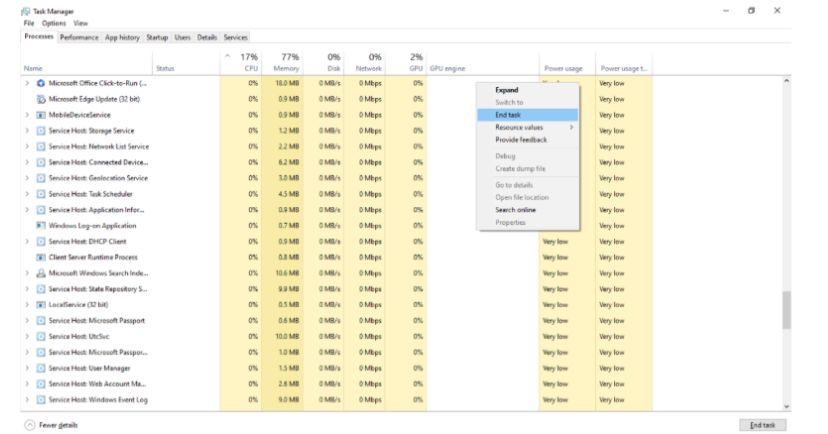 Task Manager
File Options View
Processes Performance App history Startup Users Details Services
17% 77% 0% 0% 2%
Name Status CPU Memory Disk Network GPU GPU engine Power usage Power usage t...
Microsoft Office Click-to-Run (... 0% 18.0 MB 0 MB/s 0 Mbps 0% Very low
Microsoft Edge Update (32 bit) 0% 0.9 MB 0 MB/s 0 Mbps 0% Very low
MobileDeviceService 0% 0.9 MB 0 MB/s 0 Mbps 0% Very low
Service Host: Storage Service 0% 1.2 MB 0 MB/s 0 Mbps 0% Very low
Service Host: Network List Service 0% 2.2 MB 0 MB/s 0 Mbps 0% Very low
Service Host: Connected Device... 0% 6.2 MB 0 MB/s 0 Mbps 0% Very low
Service Host: Geolocation Service 0% 3.0 MB 0 MB/s 0 Mbps 0% Very low
Service Host: Task Scheduler 0% 4.5 MB 0 MB/s 0 Mbps 0% Very low
Service Host: Application Infor... 0% 0.9 MB 0 MB/s 0 Mbps 0% Very low
Windows Log-on Application 0% 0.7 MB 0 MB/s 0 Mbps 0% Very low
Service Host: DHCP Client 0% 0.9 MB 0 MB/s 0 Mbps 0% Very low Very low
Client Server Runtime Process 0% 0.8 MB 0 MB/s 0 Mbps 0% Very low Very low
Microsoft Windows Search Inde... 0% 10.6 MB 0 MB/s 0 Mbps 0% Very low Very low
Service Host: State Repository S... 0% 9.9 MB 0 MB/s 0 Mbps 0% Very low Very low
LocalService (32 bit) 0% 0.5 MB 0 MB/s 0 Mbps 0% Very low Very low
Service Host: Microsoft Passport 0% 0.6 MB 0 MB/s 0 Mbps 0% Very low Very low
Service Host: UtcSvc 0% 10.0 MB 0 MB/s 0 Mbps 0% Very low Very low
Service Host: Microsoft Passpor... 0% 1.0 MB 0 MB/s 0 Mbps 0% Very low Very low
Service Host: User Manager 0% 1.5 MB 0 MB/s 0 Mbps 0% Very low Very low
Service Host: Web Account Ma... 0% 2.6 MB 0 MB/s 0 Mbps 0% Very low Very low
Service Host: Windows Event Log 0% 9.0 MB 0 MB/s 0 Mbps 0% Very low Very low
Expand
Switch to
End task
Resource values
Provide feedback
Debug
Create dump file
Go to details
Open file location
Search online
Properties
Fewer details
End task